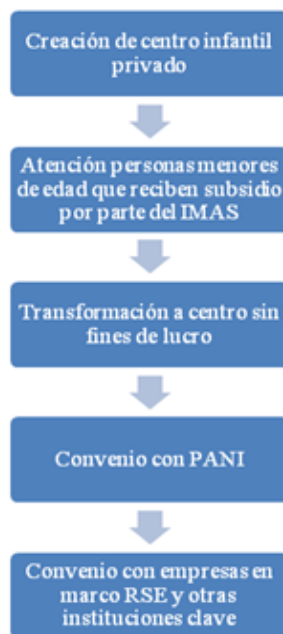 Creación de centro infantil
privado
Atención personas menores
de edad que reciben subsidio
por parte del IMAS
Transformación a centro sin
fines de lucro
Convenio con PANI
Convenio con empresas en
marco RSE y otras
instituciones clave